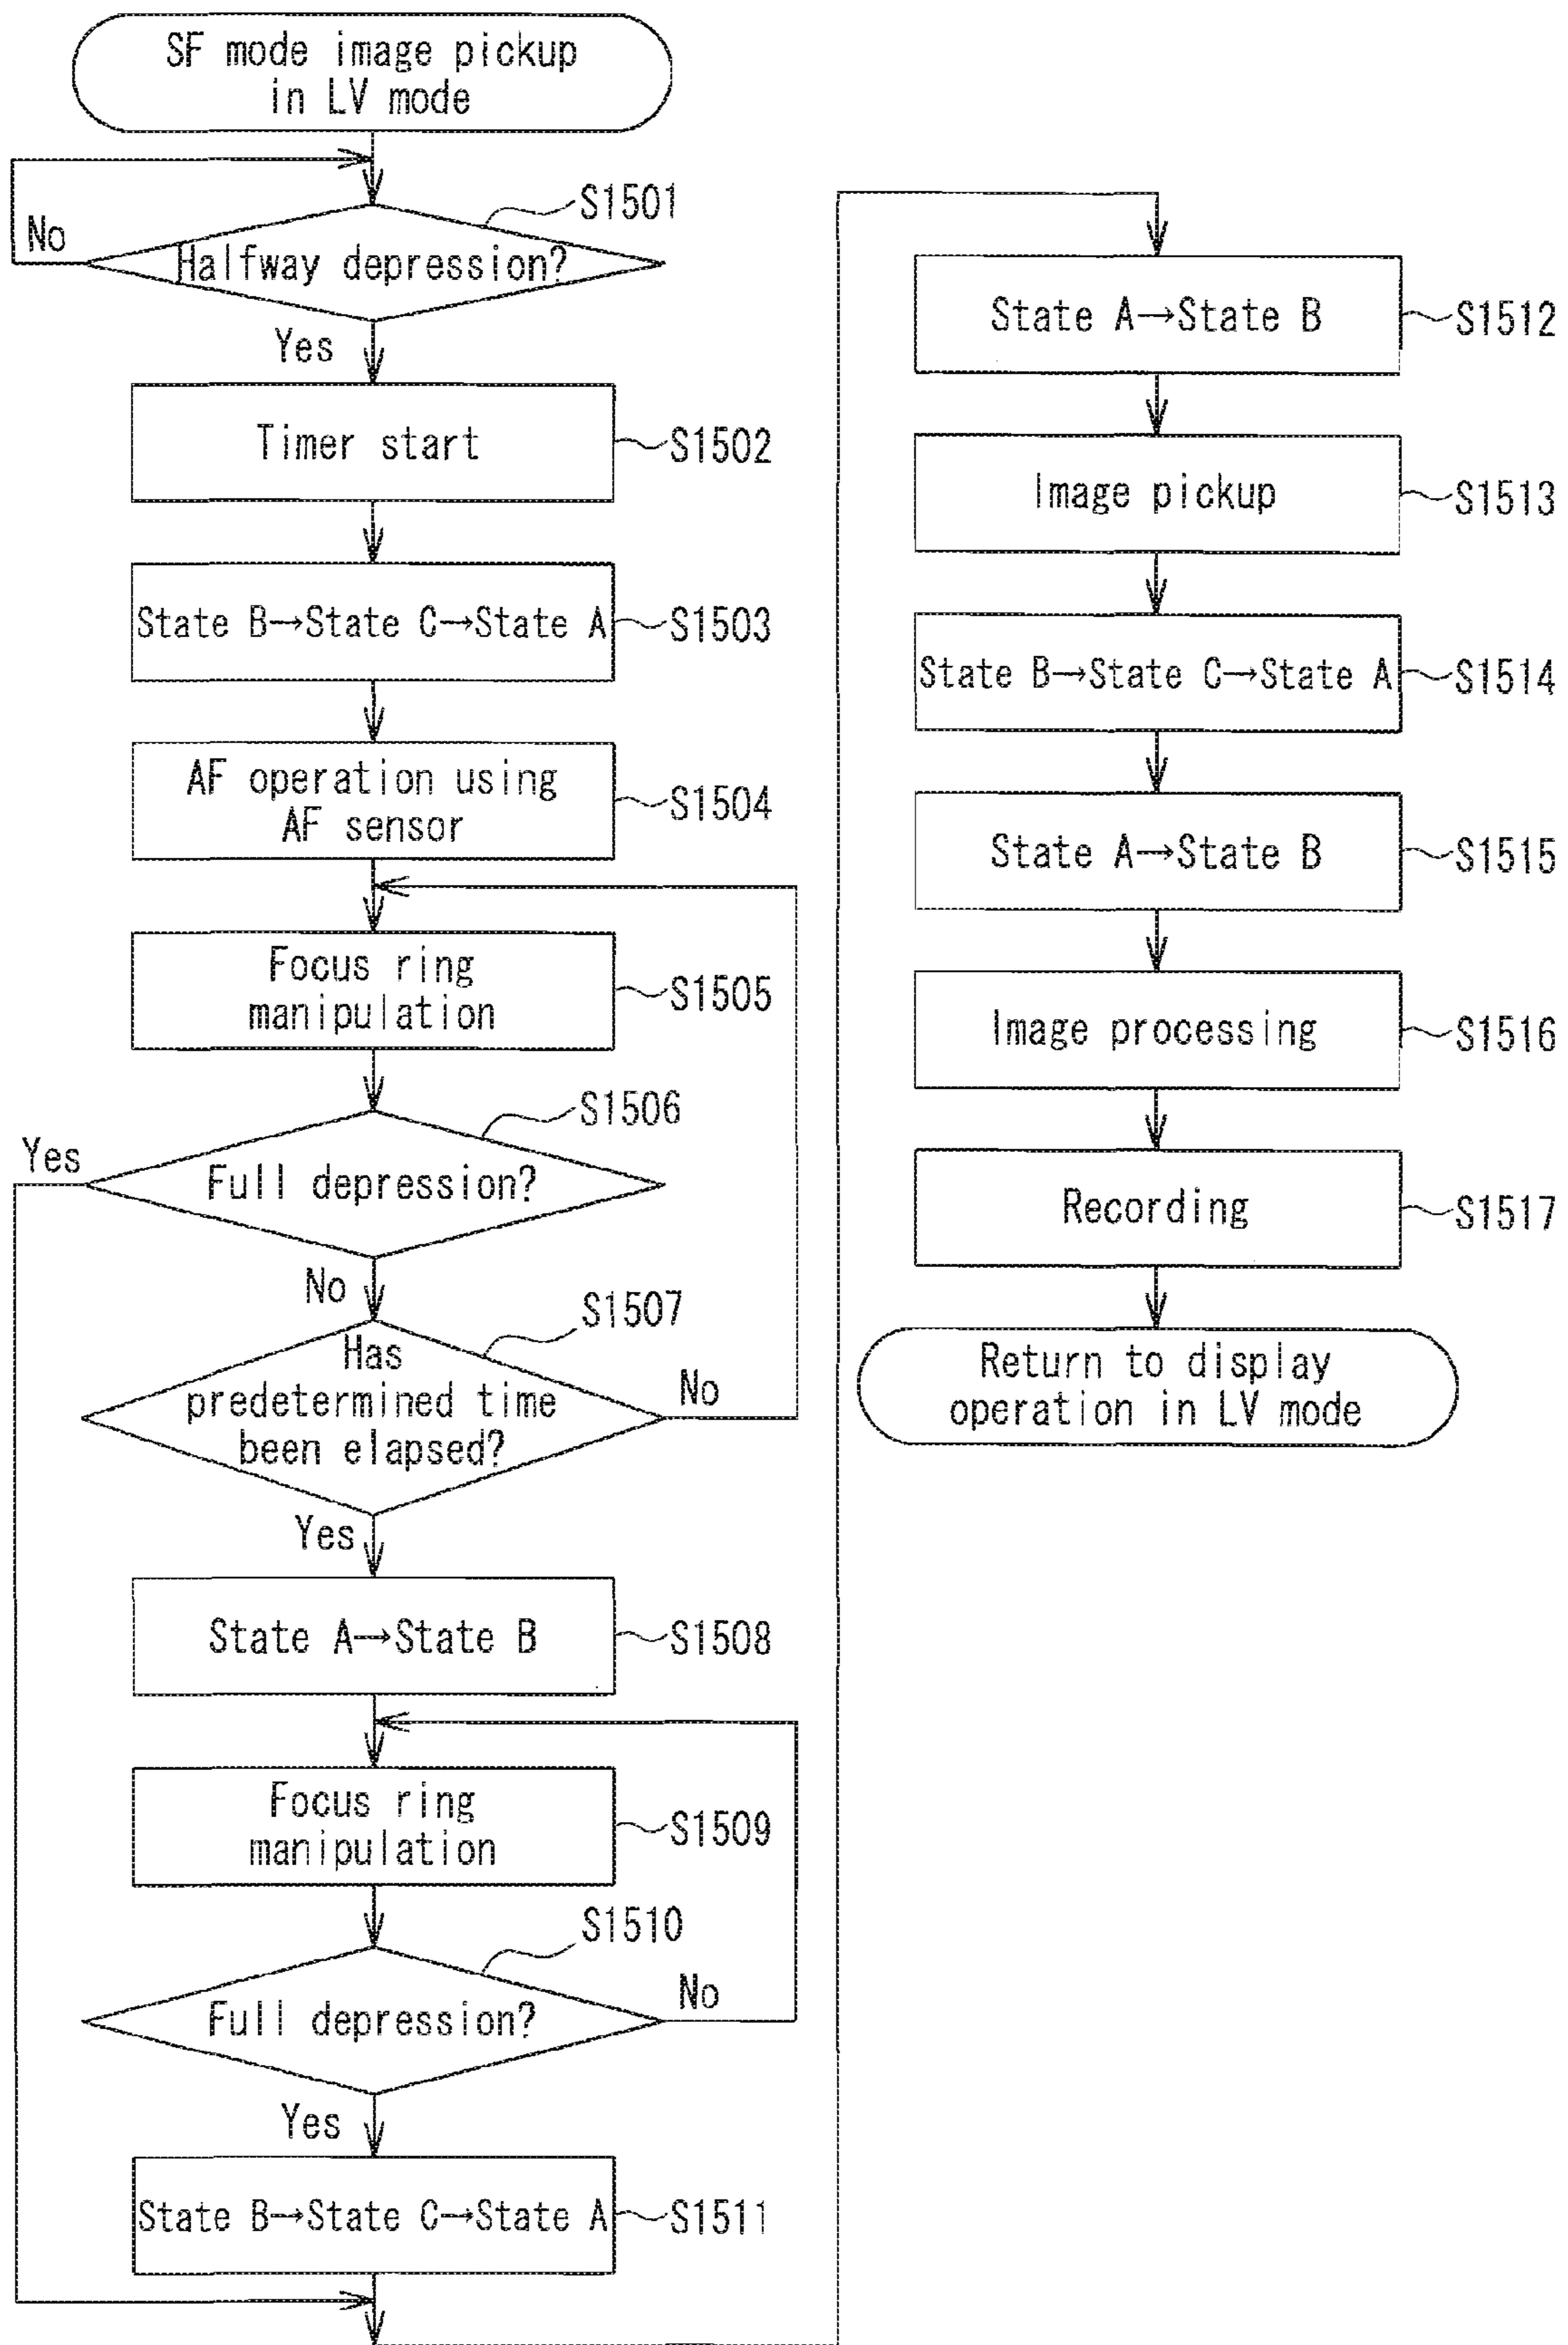 SF mode image pickup
in LV mode
S1501
No
Halfway depression?
Yes
Timer start
S1502
State B→State C→State A
S1503
AF operation using
AF sensor
S1504
Focus ring
manipulation
S1505
S1506
Yes
Full depression?
No
S1507
Has
predetermined time
been elapsed?
No
Yes
State A→State B
S1508
Focus ring
manipulation
S1509
S1510
Full depression?
No
Yes
State B→State C→State A
S1511
State A→State B
S1512
Image pickup
S1513
State B→State C→State A
S1514
State A→State B
S1515
Image processing
S1516
Recording
S1517
Return to display
operation in LV mode